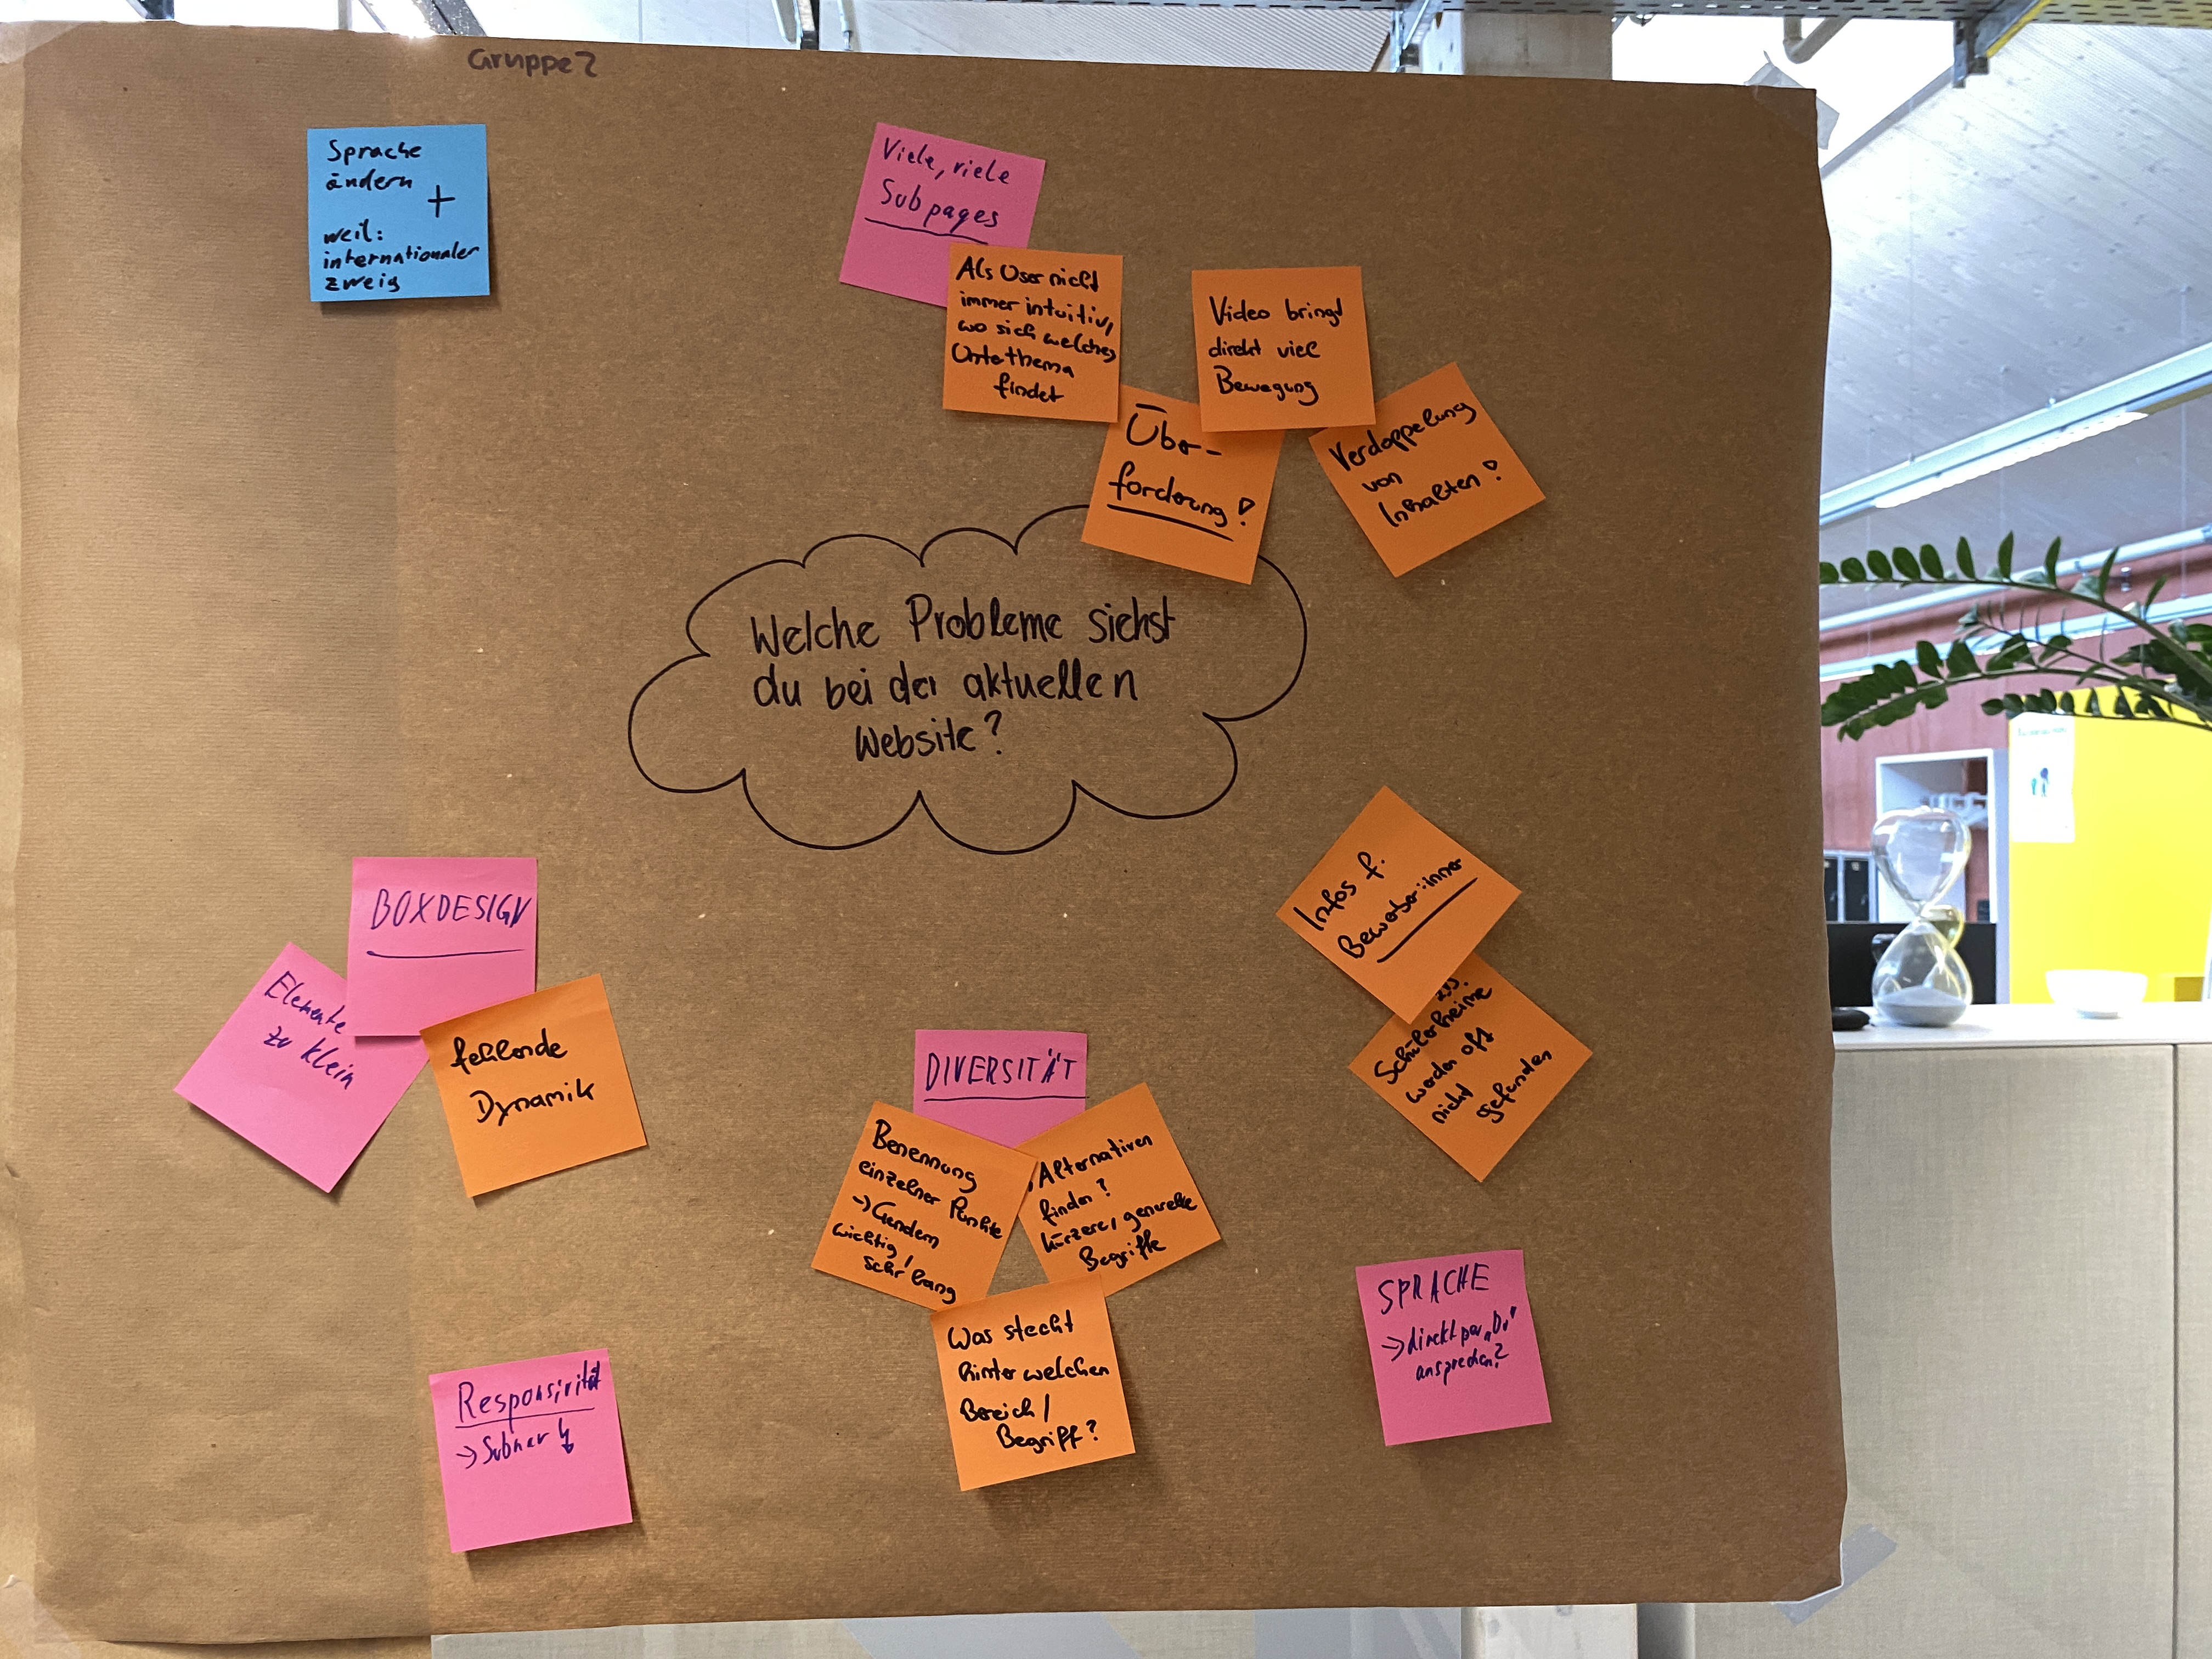 Gruppe 2
Sprache
ändern +
weil:
internationaler
zweig
Viele, viele
Subpages
Als User nicht
immer intuitiv,
wo sich welches
Unterthema
findet
Video bringt
direkt viel
Bewegung
Über-
forderung!
Verdoppelung
von
Inhalten!
Welche Probleme siehst
du bei der aktuellen
Website?
BOXDESIGN
Elemente
zu klein
fehlende
Dynamik
Infos f.
Bewerber:innen
z.B.
Schülerheime
werden oft
nicht
gefunden
DIVERSITÄT
Benennung
einzelner Punkte
→ Gendern
wichtig,
sehr lang
Alternativen
finden?
kürzere, generelle
Begriffe
Was steckt
hinter welchen
Bereich/
Begriff?
Responsivität
→ Subnav
SPRACHE
→ direkt per „Du“
ansprechen?